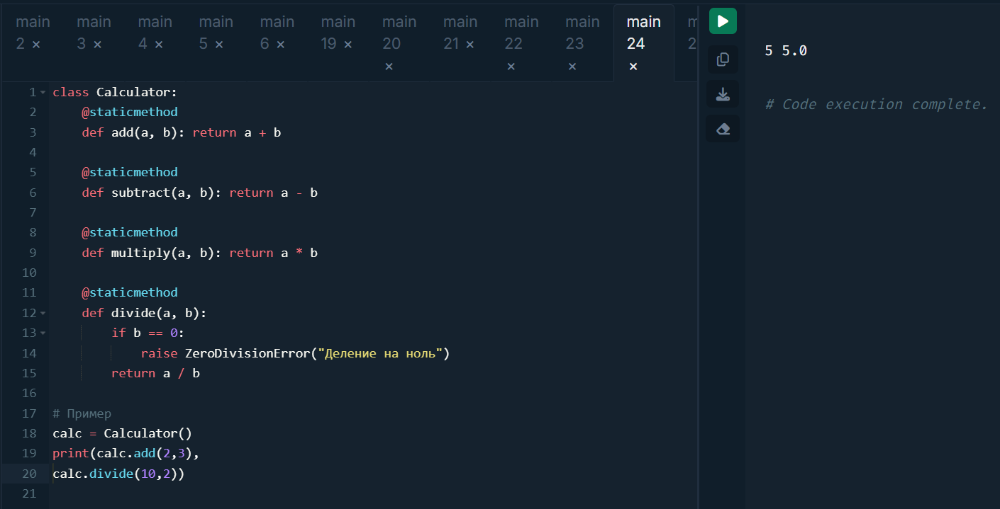 main main main main main main main main main main main m
2 × 3 × 4 × 5 × 6 × 19 × 20 21 × 22 23 24 2
× × × ×
1 class Calculator:
2     @staticmethod
3     def add(a, b): return a + b
4
5     @staticmethod
6     def subtract(a, b): return a - b
7
8     @staticmethod
9     def multiply(a, b): return a * b
10
11     @staticmethod
12     def divide(a, b):
13         if b == 0:
14             raise ZeroDivisionError("Деление на ноль")
15         return a / b
16
17 # Пример
18 calc = Calculator()
19 print(calc.add(2,3),
20 calc.divide(10,2))
21
5 5.0
# Code execution complete.